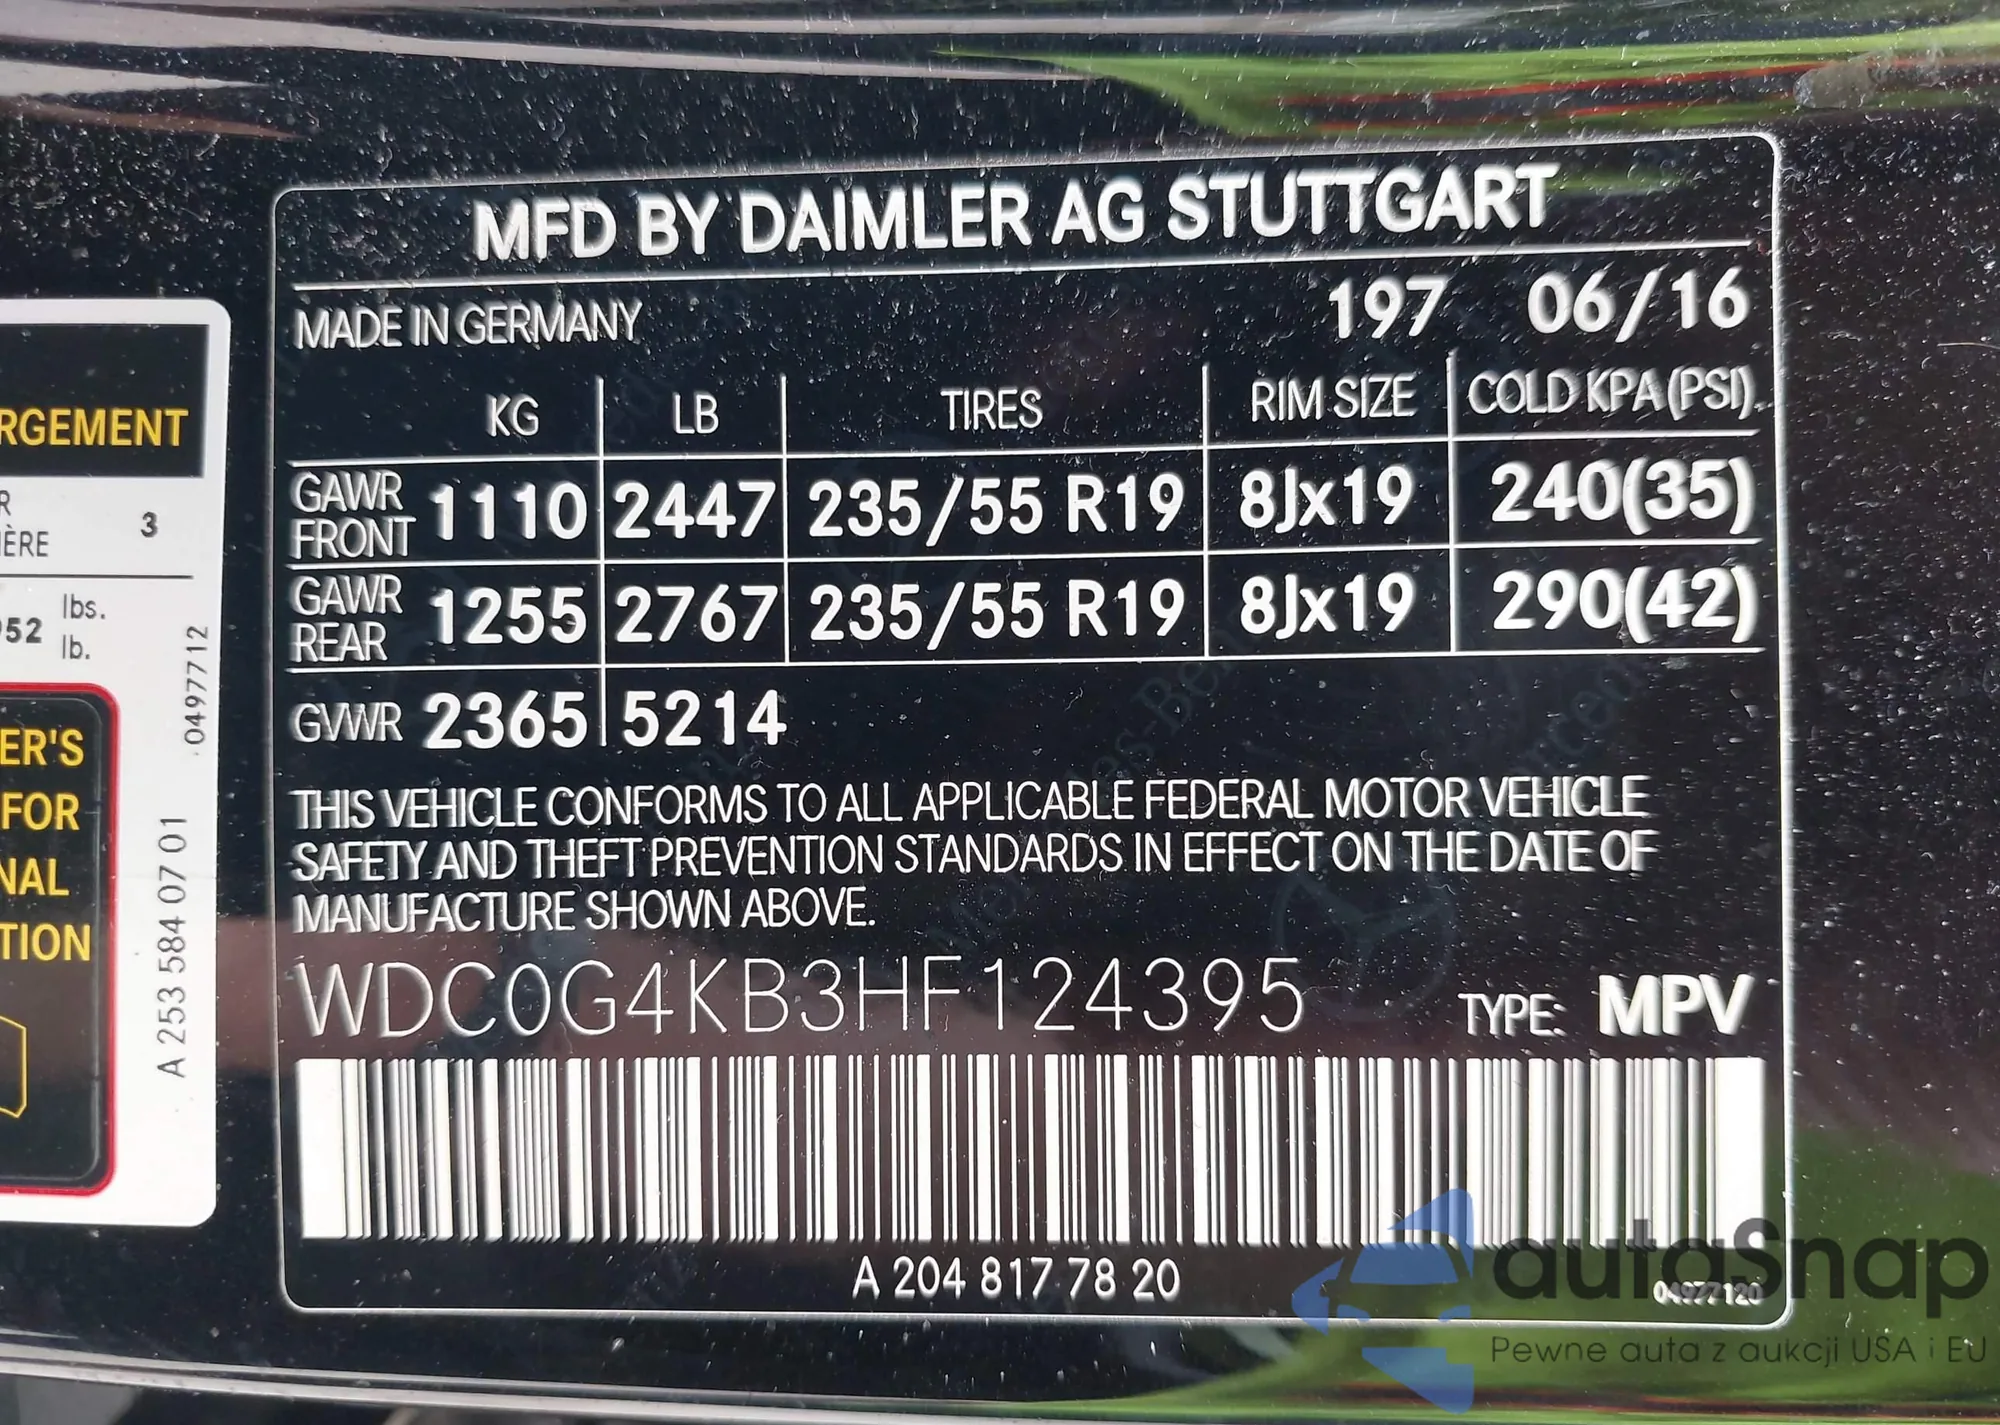 MFD BY DAIMLER AG STUTTGART
MADE IN GERMANY 197 06/16
KG LB TIRES RIM SIZE COLD KPA (PSI)
GAWR FRONT 1110 2447 235/55 R19 8Jx19 240(35)
GAWR REAR 1255 2767 235/55 R19 8Jx19 290(42)
GVWR 2365 5214
THIS VEHICLE CONFORMS TO ALL APPLICABLE FEDERAL MOTOR VEHICLE
SAFETY AND THEFT PREVENTION STANDARDS IN EFFECT ON THE DATE OF
MANUFACTURE SHOWN ABOVE.
WDC0G4KB3HF124395 TYPE: MPV
A 204 817 78 20
04977120
RGEMENT
R
IÈRE 3
952 lbs.
lb.
ER'S
FOR
NAL
TION
A 253 584 07 01
0497712
autoSnap
Pewne auta z aukcji USA i EU